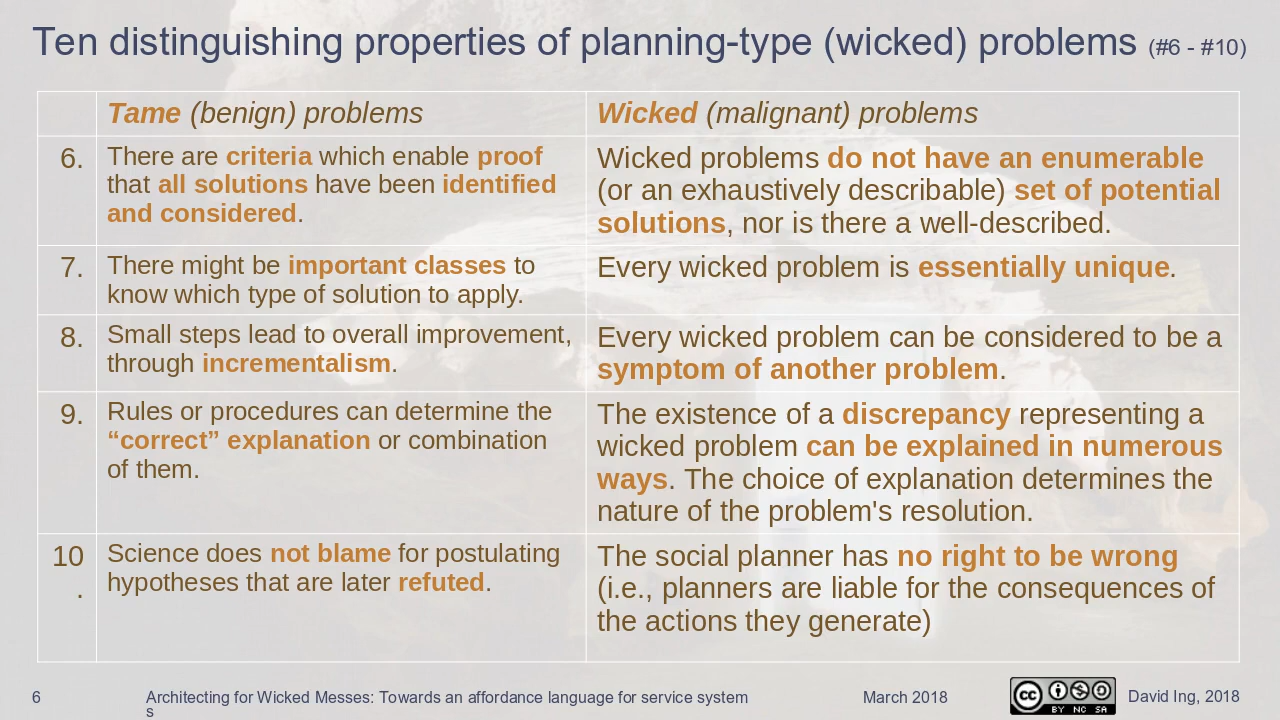 Ten distinguishing properties of planning-type (wicked) problems (#6 - #10)
Tame (benign) problems
Wicked (malignant) problems
6.
There are criteria which enable proof
that all solutions have been identified
and considered.
Wicked problems do not have an enumerable
(or an exhaustively describable) set of potential
solutions, nor is there a well-described.
7.
There might be important classes to
know which type of solution to apply.
Every wicked problem is essentially unique.
8.
Small steps lead to overall improvement,
through incrementalism.
Every wicked problem can be considered to be a
symptom of another problem.
9.
Rules or procedures can determine the
“correct” explanation or combination
of them.
The existence of a discrepancy representing a
wicked problem can be explained in numerous
ways. The choice of explanation determines the
nature of the problem's resolution.
10
.
Science does not blame for postulating
hypotheses that are later refuted.
The social planner has no right to be wrong
(i.e., planners are liable for the consequences of
the actions they generate)
6
Architecting for Wicked Messes: Towards an affordance language for service system
s
March 2018
cc
BY NC SA
David Ing, 2018